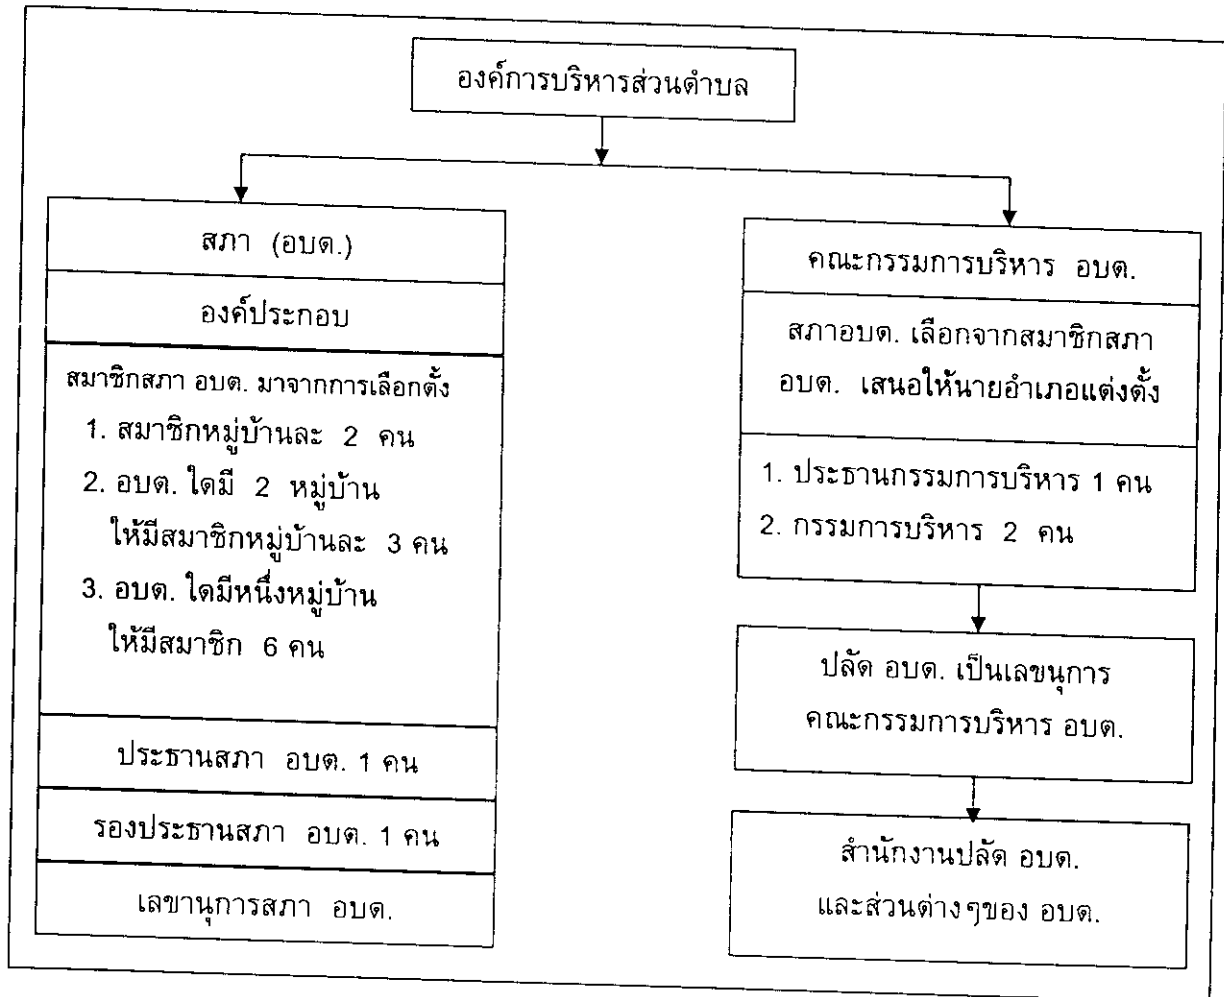 องค์การบริหารส่วนตำบล
สภา (อบต.)
องค์ประกอบ
สมาชิกสภา อบต. มาจากการเลือกตั้ง
1. สมาชิกหมู่บ้านละ 2 คน
2. อบต. ใดมี 2 หมู่บ้าน
ให้มีสมาชิกหมู่บ้านละ 3 คน
3. อบต. ใดมีหนึ่งหมู่บ้าน
ให้มีสมาชิก 6 คน
ประธานสภา อบต. 1 คน
รองประธานสภา อบต. 1 คน
เลขานุการสภา อบต.
คณะกรรมการบริหาร อบต.
สภาอบต. เลือกจากสมาชิกสภา
อบต. เสนอให้นายอำเภอแต่งตั้ง
1. ประธานกรรมการบริหาร 1 คน
2. กรรมการบริหาร 2 คน
ปลัด อบต. เป็นเลขนุการ
คณะกรรมการบริหาร อบต.
สำนักงานปลัด อบต.
และส่วนต่างๆของ อบต.